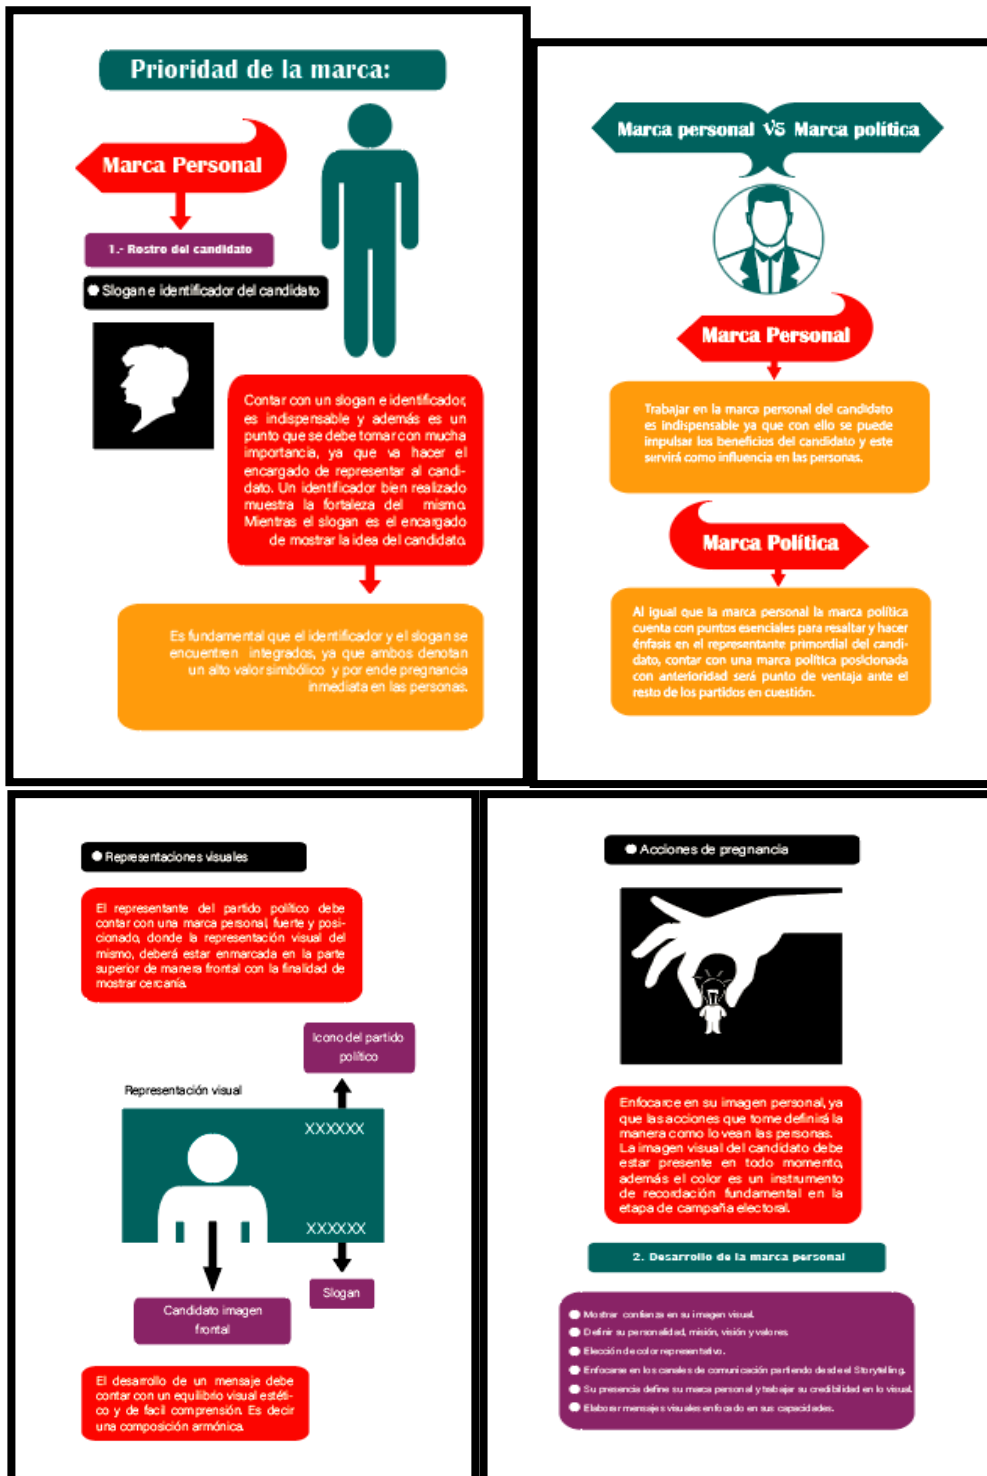 Prioridad de la marca:
Marca Personal
1.- Rostro del candidato
Slogan e identificador del candidato
Contar con un slogan e identificador,
es indispensable y además es un
punto que se debe tomar con mucha
importancia, ya que va hacer el
encargado de representar al candi-
dato. Un identificador bien realizado
muestra la fortaleza del mismo.
Mientras el slogan es el encargado
de mostrar la idea del candidato.
Es fundamental que el identificador y el slogan se
encuentren integrados, ya que ambos denotan
un alto valor simbólico y por ende pregnancia
inmediata en las personas.
Marca personal VS Marca política
Marca Personal
Trabajar en la marca personal del candidato
es indispensable ya que con ello se puede
impulsar los beneficios del candidato y este
servirá como influencia en las personas.
Marca Política
Al igual que la marca personal la marca política
cuenta con puntos esenciales para resaltar y hacer
énfasis en el representante primordial del candi-
dato, contar con una marca política posicionada
con anterioridad será punto de ventaja ante el
resto de los partidos en cuestión.
Representaciones visuales
El representante del partido político debe
contar con una marca personal, fuerte y posi-
cionado, donde la representación visual del
mismo, deberá estar enmarcada en la parte
superior de manera frontal con la finalidad de
mostrar cercanía.
Icono del partido
político
Representación visual
XXXXXX
XXXXXX
Slogan
Candidato imagen
frontal
El desarrollo de un mensaje debe
contar con un equilibrio visual estéti-
co y de facil comprensión. Es decir
una composición armónica.
Acciones de pregnancia
Enfocarce en su imagen personal, ya
que las acciones que tome definirá la
manera como lo vean las personas.
La imagen visual del candidato debe
estar presente en todo momento,
además el color es un instrumento
de recordación fundamental en la
etapa de campaña electoral.
2. Desarrollo de la marca personal
Mostrar confianza en su imagen visual.
Definir su personalidad, misión, visión y valores.
Elección de color representativo.
Enfocarse en los canales de comunicación partiendo desde el Storytelling.
Su presencia define su marca personal y trabajar su credibilidad en lo visual.
Elaborar mensajes visuales enfocado en sus capacidades.